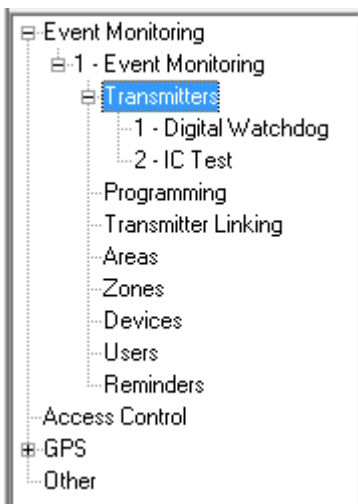 Event Monitoring
1 - Event Monitoring
Transmitters
1 - Digital Watchdog
2 - IC Test
Programming
Transmitter Linking
Areas
Zones
Devices
Users
Reminders
Access Control
GPS
Other